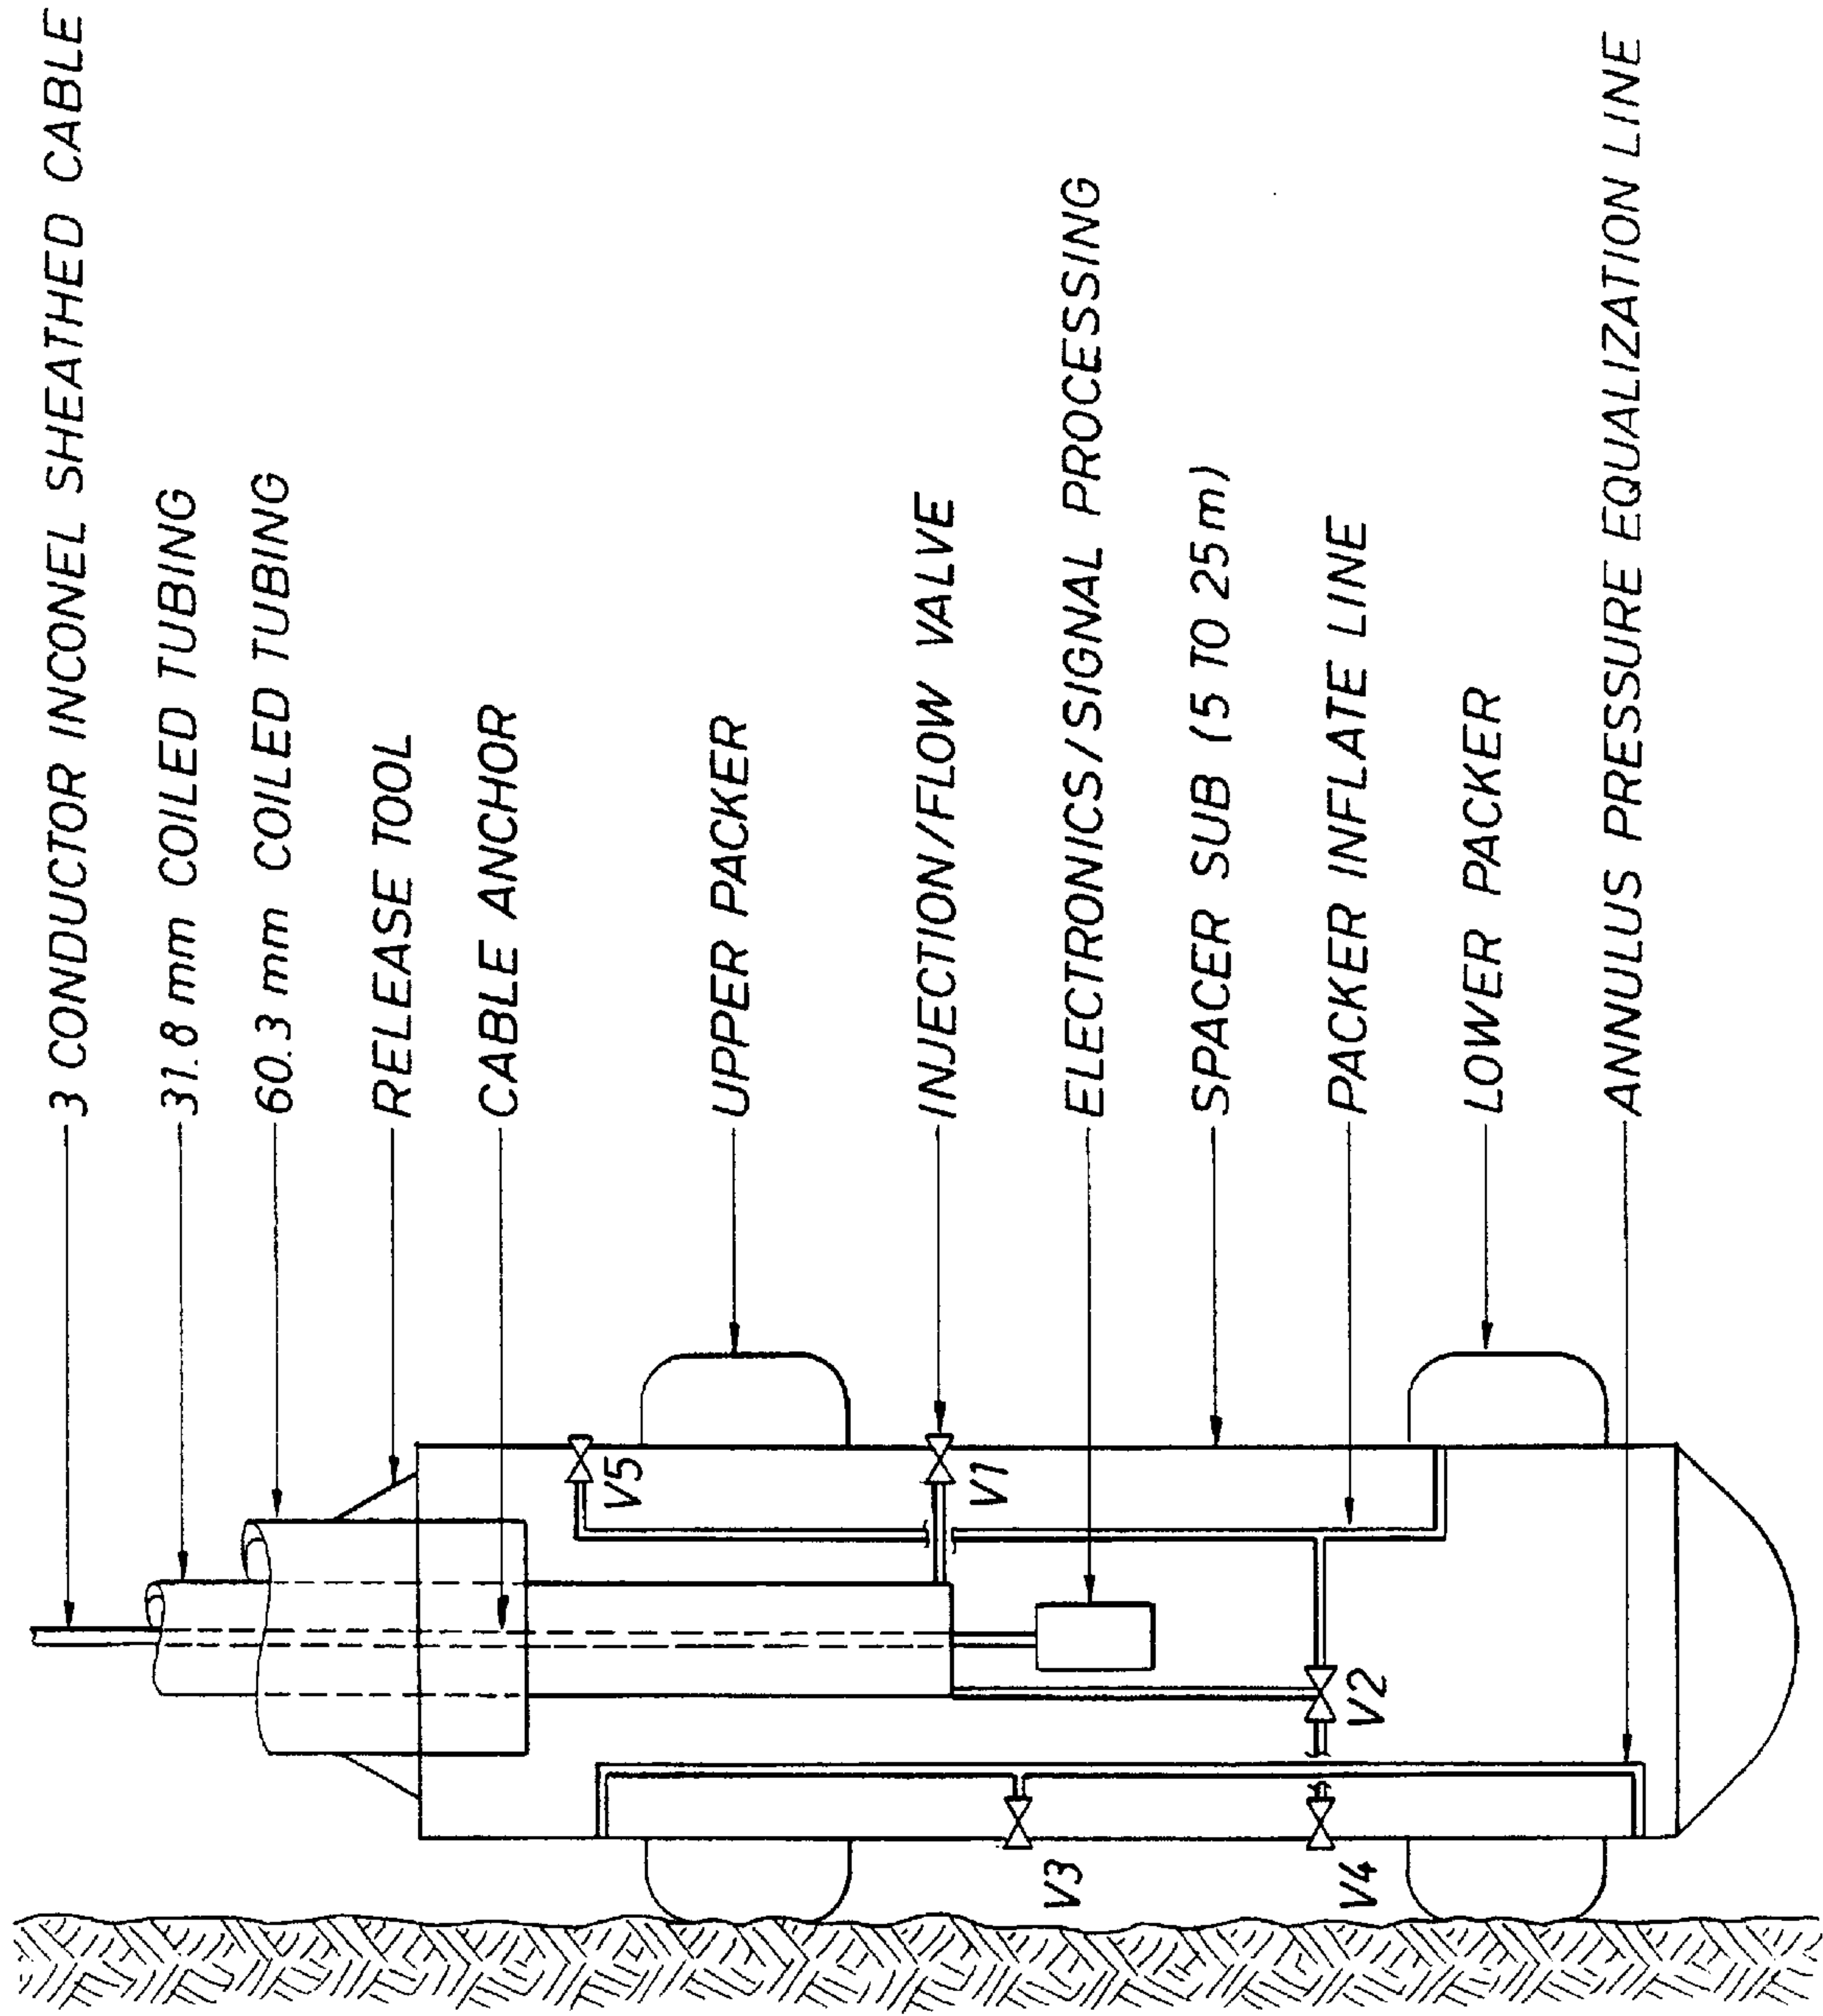 3 CONDUCTOR INCONEL SHEATHED CABLE
31.8 mm COILED TUBING
60.3 mm COILED TUBING
RELEASE TOOL
CABLE ANCHOR
UPPER PACKER
INJECTION/FLOW VALVE
ELECTRONICS/SIGNAL PROCESSING
SPACER SUB (5 TO 25m)
PACKER INFLATE LINE
LOWER PACKER
ANNULUS PRESSURE EQUALIZATION LINE
V5
V1
V2
V3
V4